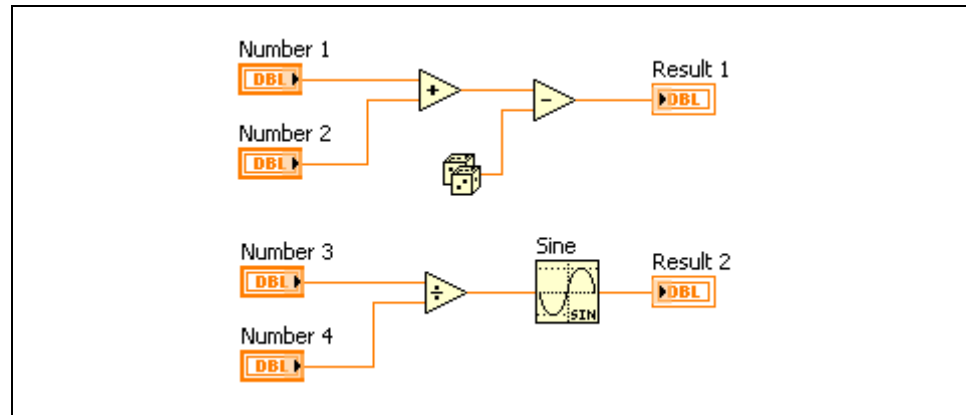 Number 1
DBL
+
-
Result 1
DBL
Number 2
DBL
Number 3
DBL
÷
Sine
SIN
Result 2
DBL
Number 4
DBL